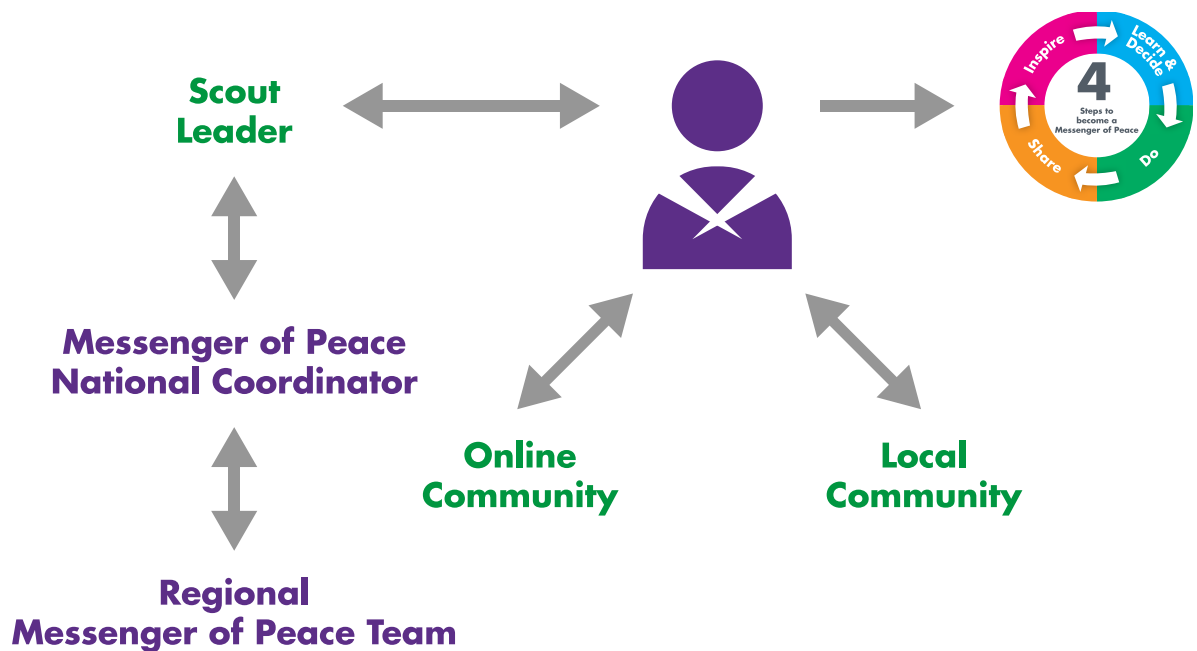 Scout
Leader
Inspire
Learn &
Decide
Do
Share
4
Steps to
become a
Messenger of Peace
Messenger of Peace
National Coordinator
Online
Community
Local
Community
Regional
Messenger of Peace Team